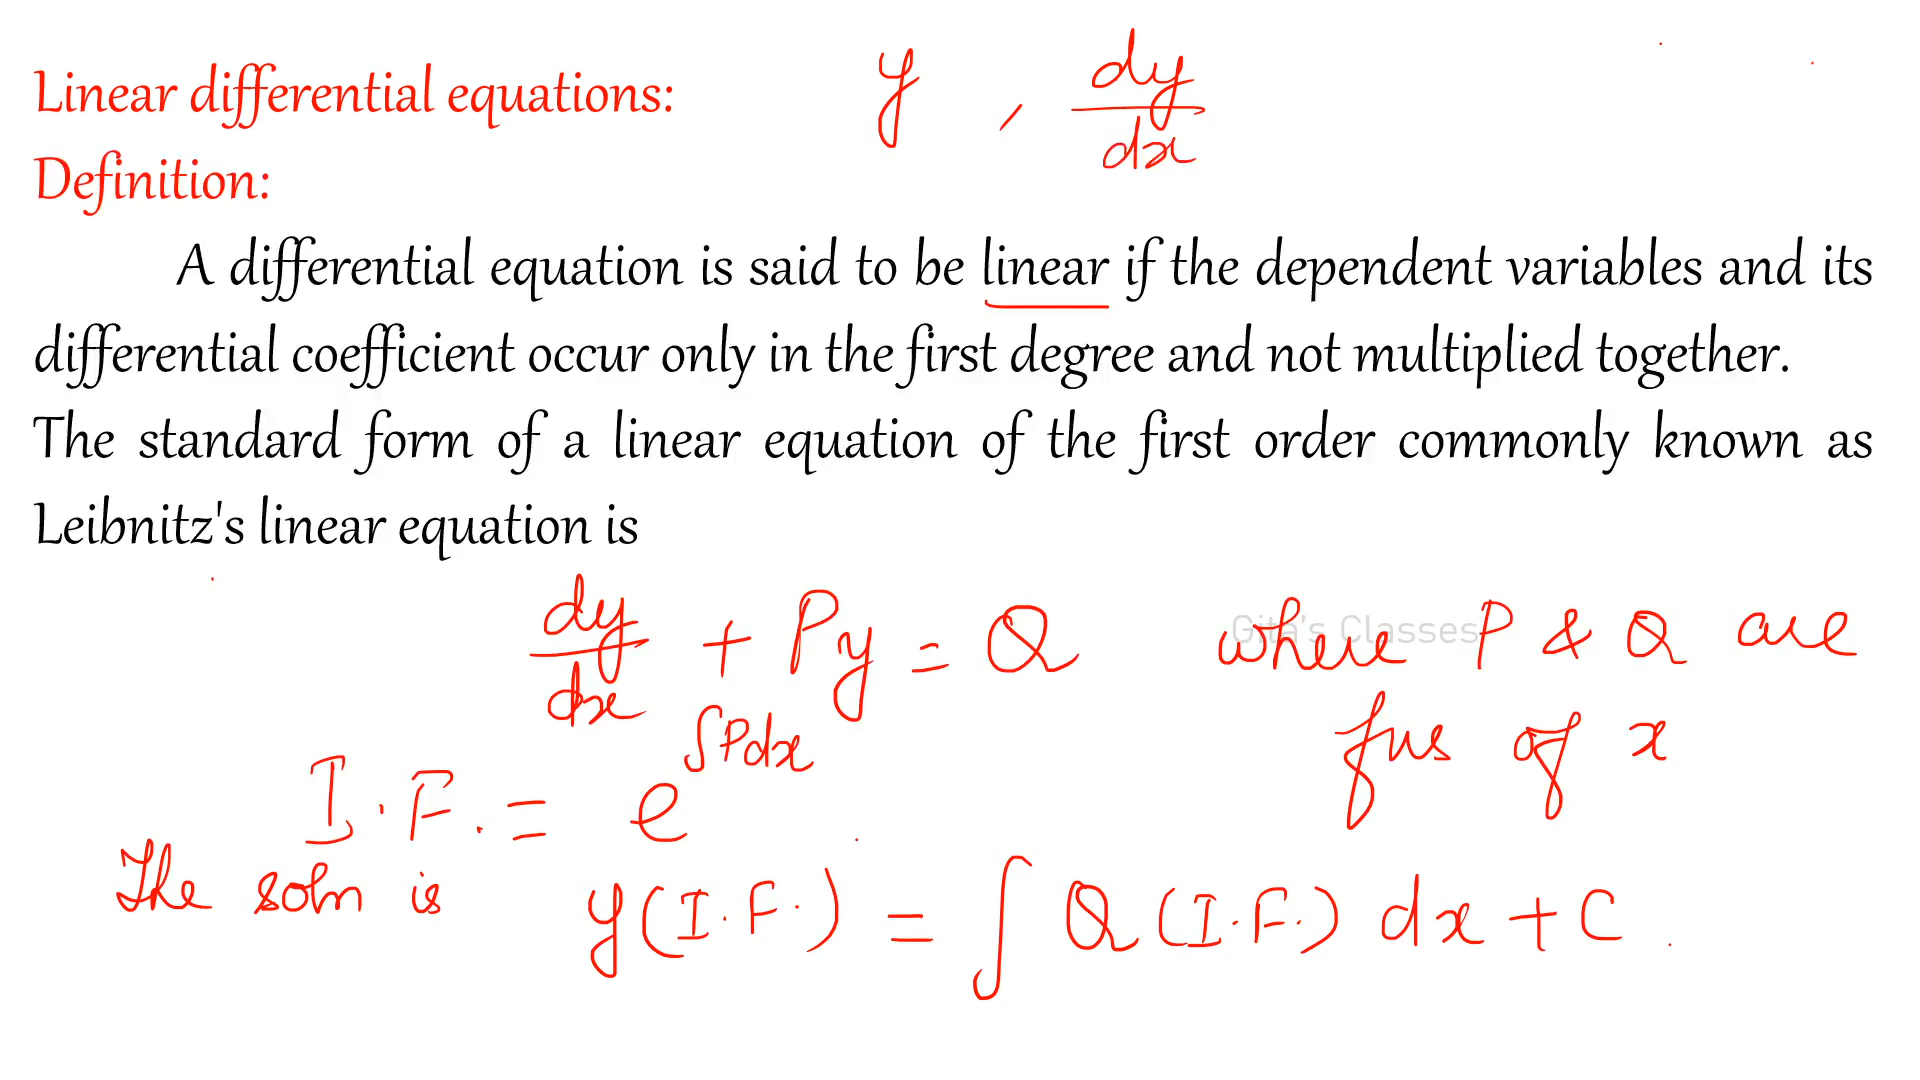 Linear differential equations:
y , dy/dx
Definition:
A differential equation is said to be linear if the dependent variables and its
differential coefficient occur only in the first degree and not multiplied together.
The standard form of a linear equation of the first order commonly known as
Leibnitz's linear equation is
dy/dx + Py = Q where P & Q are
fns of x
Gita's Classes
I.F. = e^∫Pdx
The soln is y(I.F.) = ∫ Q (I.F.) dx + C